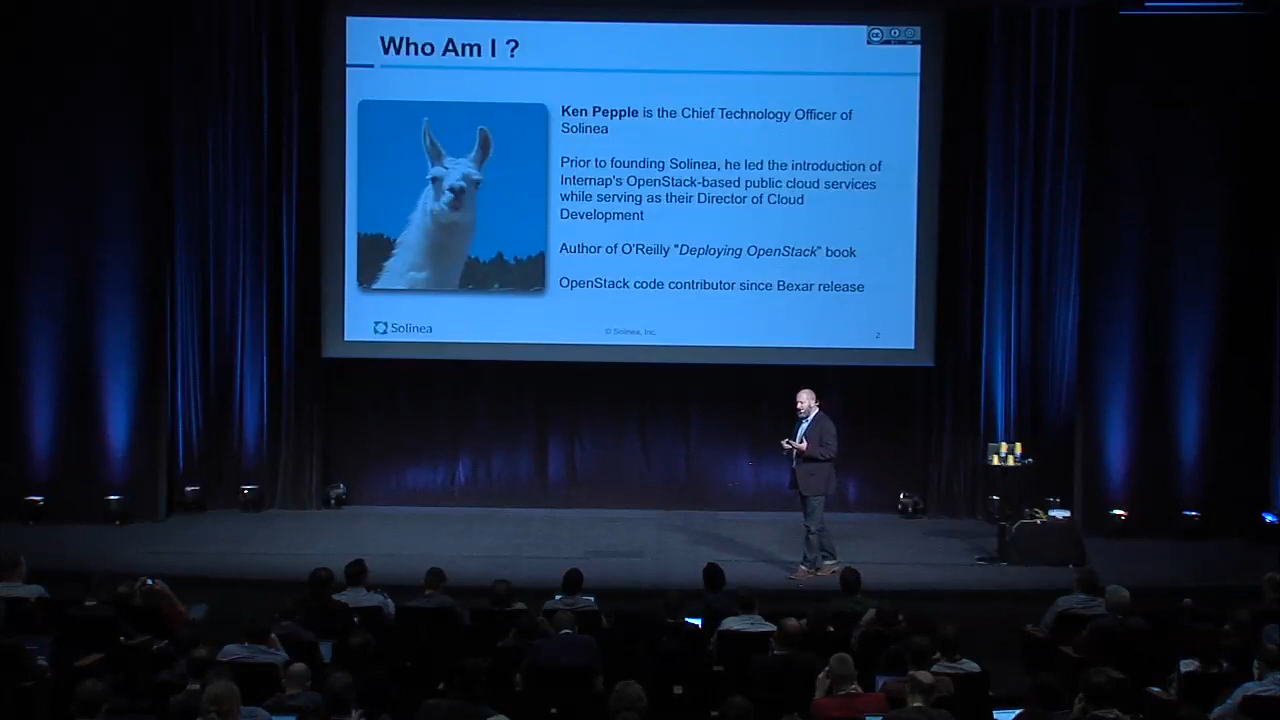 Who Am I ?
Ken Pepple is the Chief Technology Officer of
Solinea
Prior to founding Solinea, he led the introduction of
Internap's OpenStack-based public cloud services
while serving as their Director of Cloud
Development
Author of O'Reilly "Deploying OpenStack" book
OpenStack code contributor since Bexar release
Solinea
© Solinea, Inc.
2